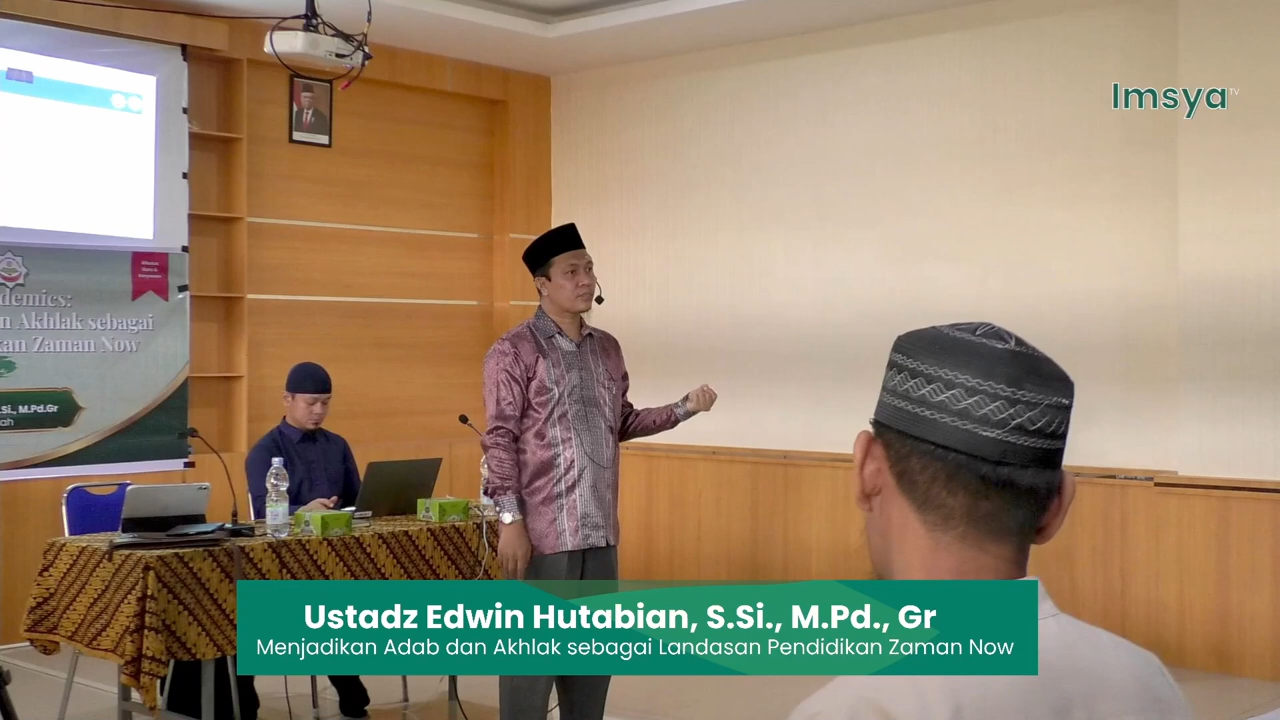 Imsya TV
demics:
n Akhlak sebagai
kan Zaman Now
.Si., M.Pd.Gr
ah
Ustadz Edwin Hutabian, S.Si., M.Pd., Gr
Menjadikan Adab dan Akhlak sebagai Landasan Pendidikan Zaman Now